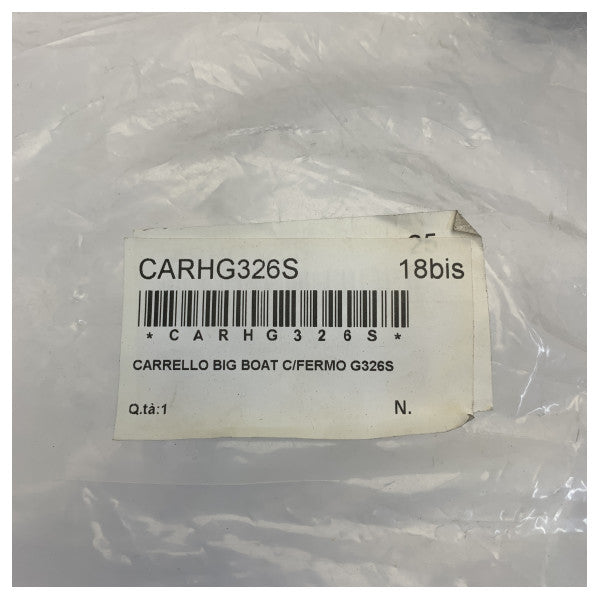 CARHG326S 18bis
*CARHG326S*
CARRELLO BIG BOAT C/FERMO G326S
Q.tà:1 N.